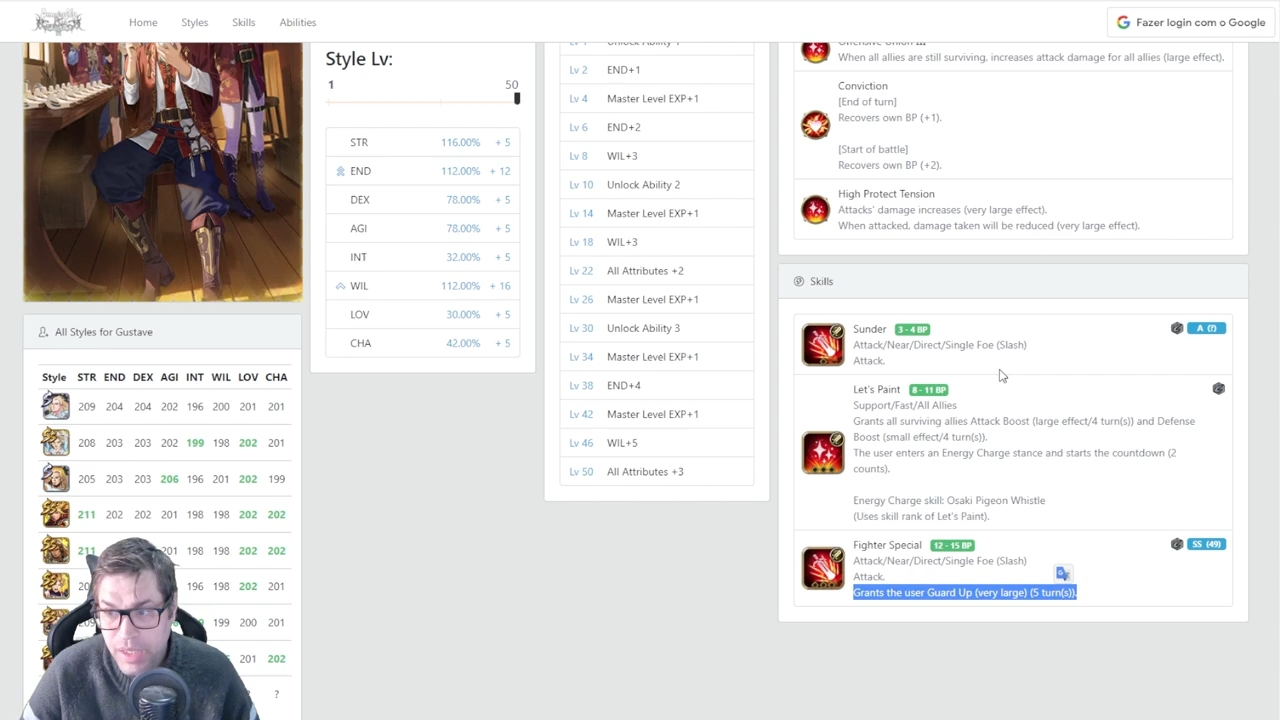 Home
Styles
Skills
Abilities
Fazer login com o Google
Style Lv:
1
50
STR 116.00% + 5
END 112.00% + 12
DEX 78.00% + 5
AGI 78.00% + 5
INT 32.00% + 5
WIL 112.00% + 16
LOV 30.00% + 5
CHA 42.00% + 5
Lv 2 END+1
Lv 4 Master Level EXP+1
Lv 6 END+2
Lv 8 WIL+3
Lv 10 Unlock Ability 2
Lv 14 Master Level EXP+1
Lv 18 WIL+3
Lv 22 All Attributes +2
Lv 26 Master Level EXP+1
Lv 30 Unlock Ability 3
Lv 34 Master Level EXP+1
Lv 38 END+4
Lv 42 Master Level EXP+1
Lv 46 WIL+5
Lv 50 All Attributes +3
When all allies are still surviving, increases attack damage for all allies (large effect).
Conviction
[End of turn]
Recovers own BP (+1).
[Start of battle]
Recovers own BP (+2).
High Protect Tension
Attacks' damage increases (very large effect).
When attacked, damage taken will be reduced (very large effect).
Skills
Sunder 3 - 4 BP A (?)
Attack/Near/Direct/Single Foe (Slash)
Attack.
Let's Paint 8 - 11 BP
Support/Fast/All Allies
Grants all surviving allies Attack Boost (large effect/4 turn(s)) and Defense
Boost (small effect/4 turn(s)).
The user enters an Energy Charge stance and starts the countdown (2
counts).
Energy Charge skill: Osaki Pigeon Whistle
(Uses skill rank of Let's Paint).
Fighter Special 12 - 15 BP SS (49)
Attack/Near/Direct/Single Foe (Slash)
Attack.
Grants the user Guard Up (very large) (5 turn(s)).
All Styles for Gustave
Style STR END DEX AGI INT WIL LOV CHA
209 204 204 202 196 200 201 201
208 203 203 202 199 198 202 201
205 203 203 206 196 201 202 199
211 202 202 201 198 198 202 202
211 201 198 198 202 202
196 198 202 201
199 200 201
201 202
?